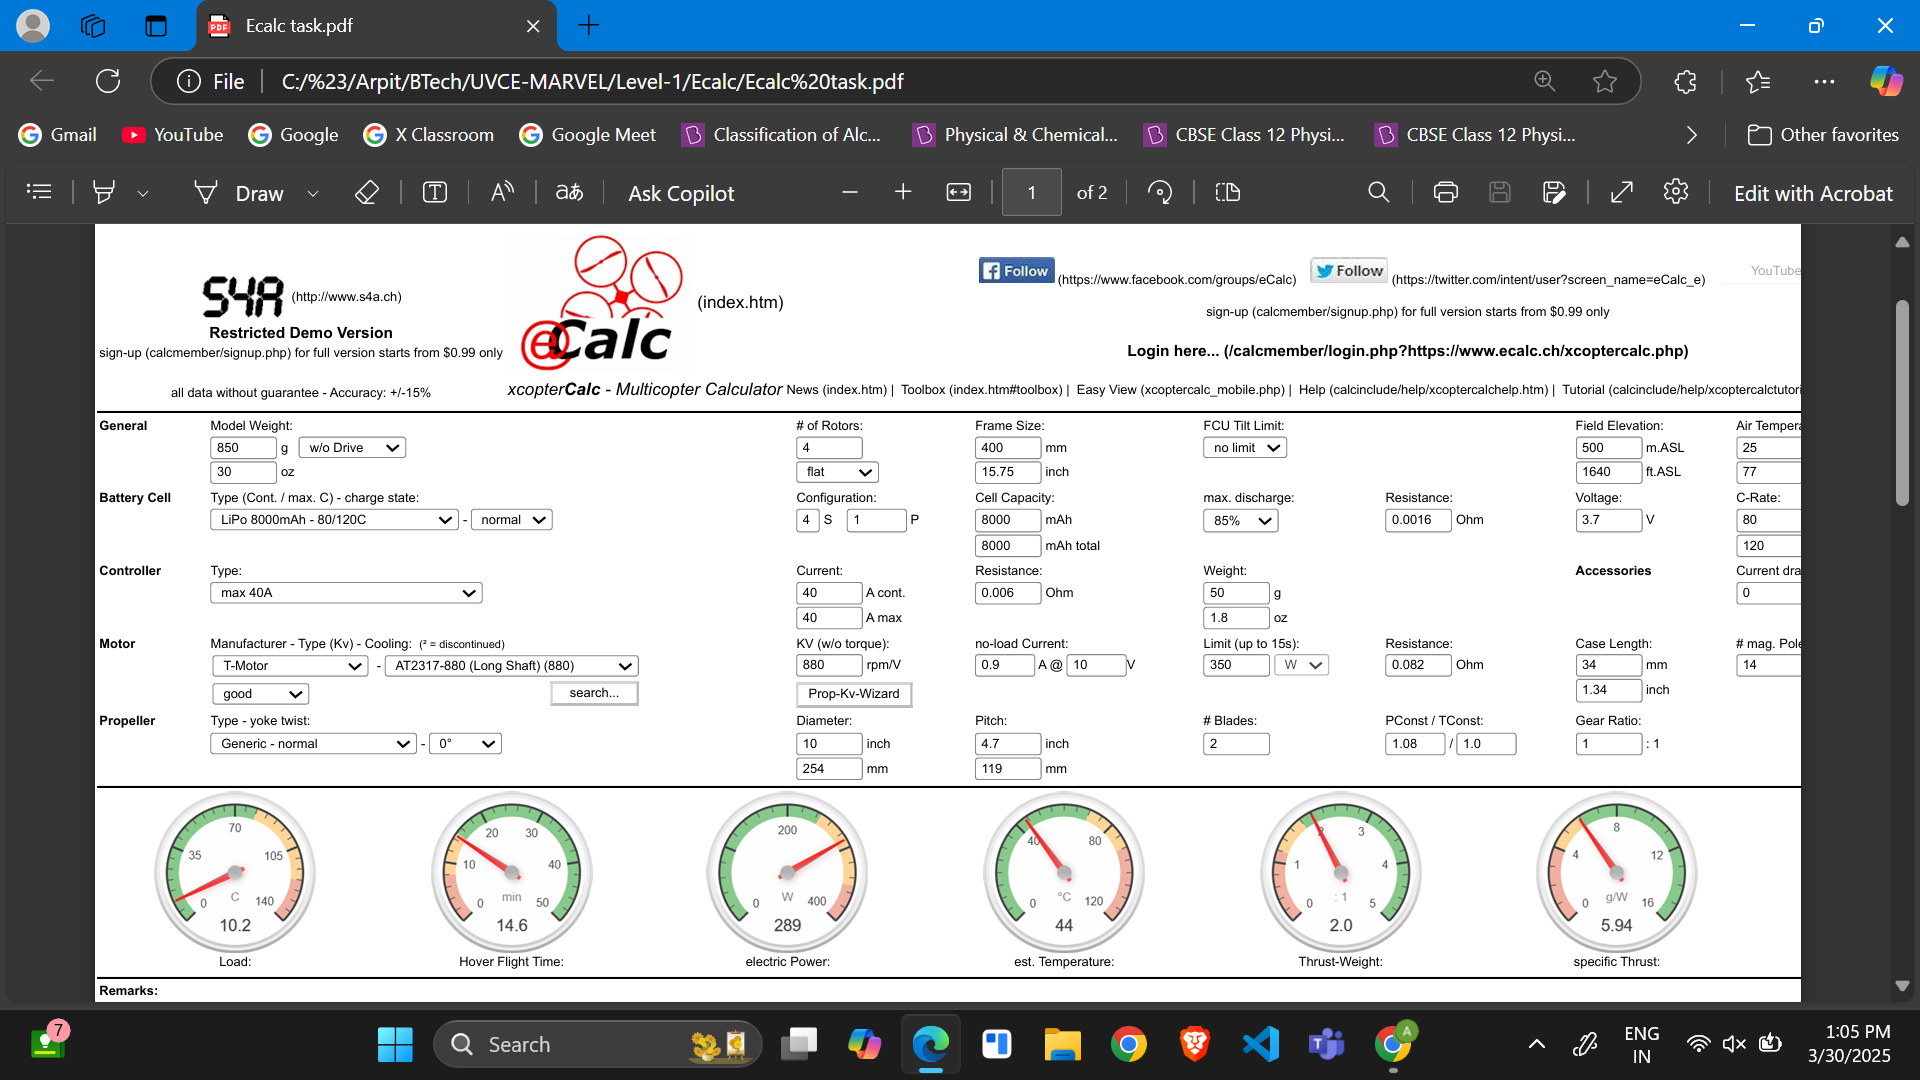 Ecalc task.pdf
File C:/%23/Arpit/BTech/UVCE-MARVEL/Level-1/Ecalc/Ecalc%20task.pdf
Gmail YouTube Google X Classroom Google Meet Classification of Alc... Physical & Chemical... CBSE Class 12 Physi... CBSE Class 12 Physi... Other favorites
Draw aあ Ask Copilot 1 of 2 Edit with Acrobat
S4A (http://www.s4a.ch)
Restricted Demo Version
sign-up (calcmember/signup.php) for full version starts from $0.99 only
all data without guarantee - Accuracy: +/-15%
@Calc (index.htm)
Follow (https://www.facebook.com/groups/eCalc) Follow (https://twitter.com/intent/user?screen_name=eCalc_e) YouTube
sign-up (calcmember/signup.php) for full version starts from $0.99 only
Login here... (/calcmember/login.php?https://www.ecalc.ch/xcoptercalc.php)
xcopterCalc - Multicopter Calculator News (index.htm) | Toolbox (index.htm#toolbox) | Easy View (xcoptercalc_mobile.php) | Help (calcinclude/help/xcoptercalchelp.htm) | Tutorial (calcinclude/help/xcoptercalctutori
General Model Weight: # of Rotors: Frame Size: FCU Tilt Limit: Field Elevation: Air Tempera
850 g w/o Drive 4 400 mm no limit 500 m.ASL 25
30 oz flat 15.75 inch 1640 ft.ASL 77
Battery Cell Type (Cont. / max. C) - charge state: Configuration: Cell Capacity: max. discharge: Resistance: Voltage: C-Rate:
LiPo 8000mAh - 80/120C - normal 4 S 1 P 8000 mAh 85% 0.0016 Ohm 3.7 V 80
8000 mAh total 120
Controller Type: Current: Resistance: Weight: Accessories Current dra
max 40A 40 A cont. 0.006 Ohm 50 g 0
40 A max 1.8 oz
Motor Manufacturer - Type (Kv) - Cooling: (² = discontinued) KV (w/o torque): no-load Current: Limit (up to 15s): Resistance: Case Length: # mag. Pole
T-Motor - AT2317-880 (Long Shaft) (880) 880 rpm/V 0.9 A @ 10 V 350 W 0.082 Ohm 34 mm 14
good search... Prop-Kv-Wizard 1.34 inch
Propeller Type - yoke twist: Diameter: Pitch: # Blades: PConst / TConst: Gear Ratio:
Generic - normal - 0° 10 inch 4.7 inch 2 1.08 / 1.0 1 : 1
254 mm 119 mm
0 35 70 105 140 C 10.2
Load:
0 10 20 30 40 50 min 14.6
Hover Flight Time:
0 200 400 W 289
electric Power:
0 40 80 120 °C 44
est. Temperature:
0 1 2 3 4 5 : 1 2.0
Thrust-Weight:
0 4 8 12 16 g/W 5.94
specific Thrust:
Remarks:
7 Search A ENG 1:05 PM
IN 3/30/2025